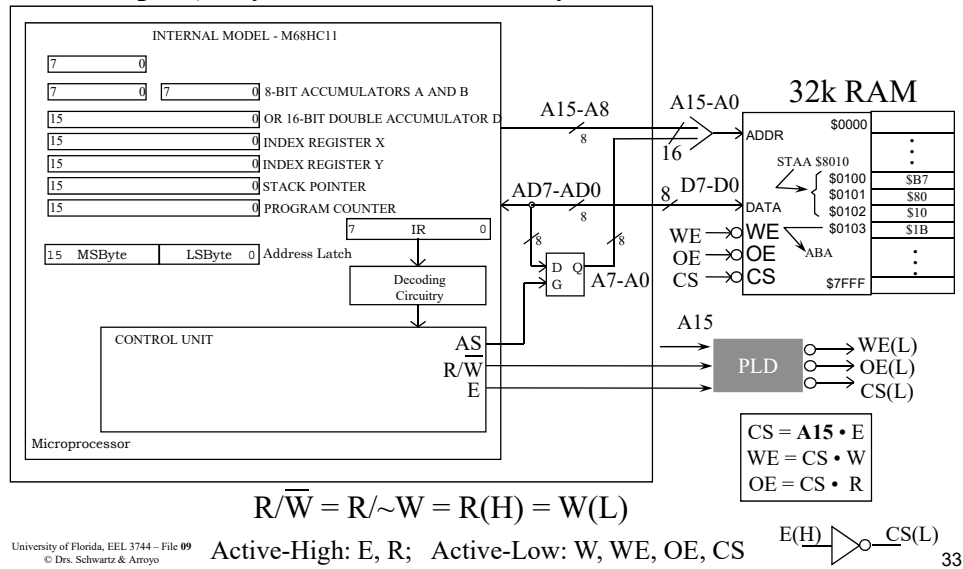 INTERNAL MODEL - M68HC11
7 0
7 0 7 0 8-BIT ACCUMULATORS A AND B
15 0 OR 16-BIT DOUBLE ACCUMULATOR D
15 0 INDEX REGISTER X
15 0 INDEX REGISTER Y
15 0 STACK POINTER
15 0 PROGRAM COUNTER
7 IR 0
15 MSByte LSByte 0 Address Latch
Decoding
Circuitry
CONTROL UNIT
AS
R/W̅
E
Microprocessor
A15-A8
8
AD7-AD0
8
8
8
D Q
G
A7-A0
A15-A0
16
8 D7-D0
WE
OE
CS
32k RAM
ADDR
DATA
WE
OE
CS
$0000
STAA $8010
$0100 $B7
$0101 $80
$0102 $10
$0103 $1B
ABA
$7FFF
A15
PLD
WE(L)
OE(L)
CS(L)
CS = A15 • E
WE = CS • W
OE = CS • R
R/W̅ = R/~W = R(H) = W(L)
University of Florida, EEL 3744 – File 09
© Drs. Schwartz & Arroyo
Active-High: E, R; Active-Low: W, WE, OE, CS
E(H) CS(L)
33